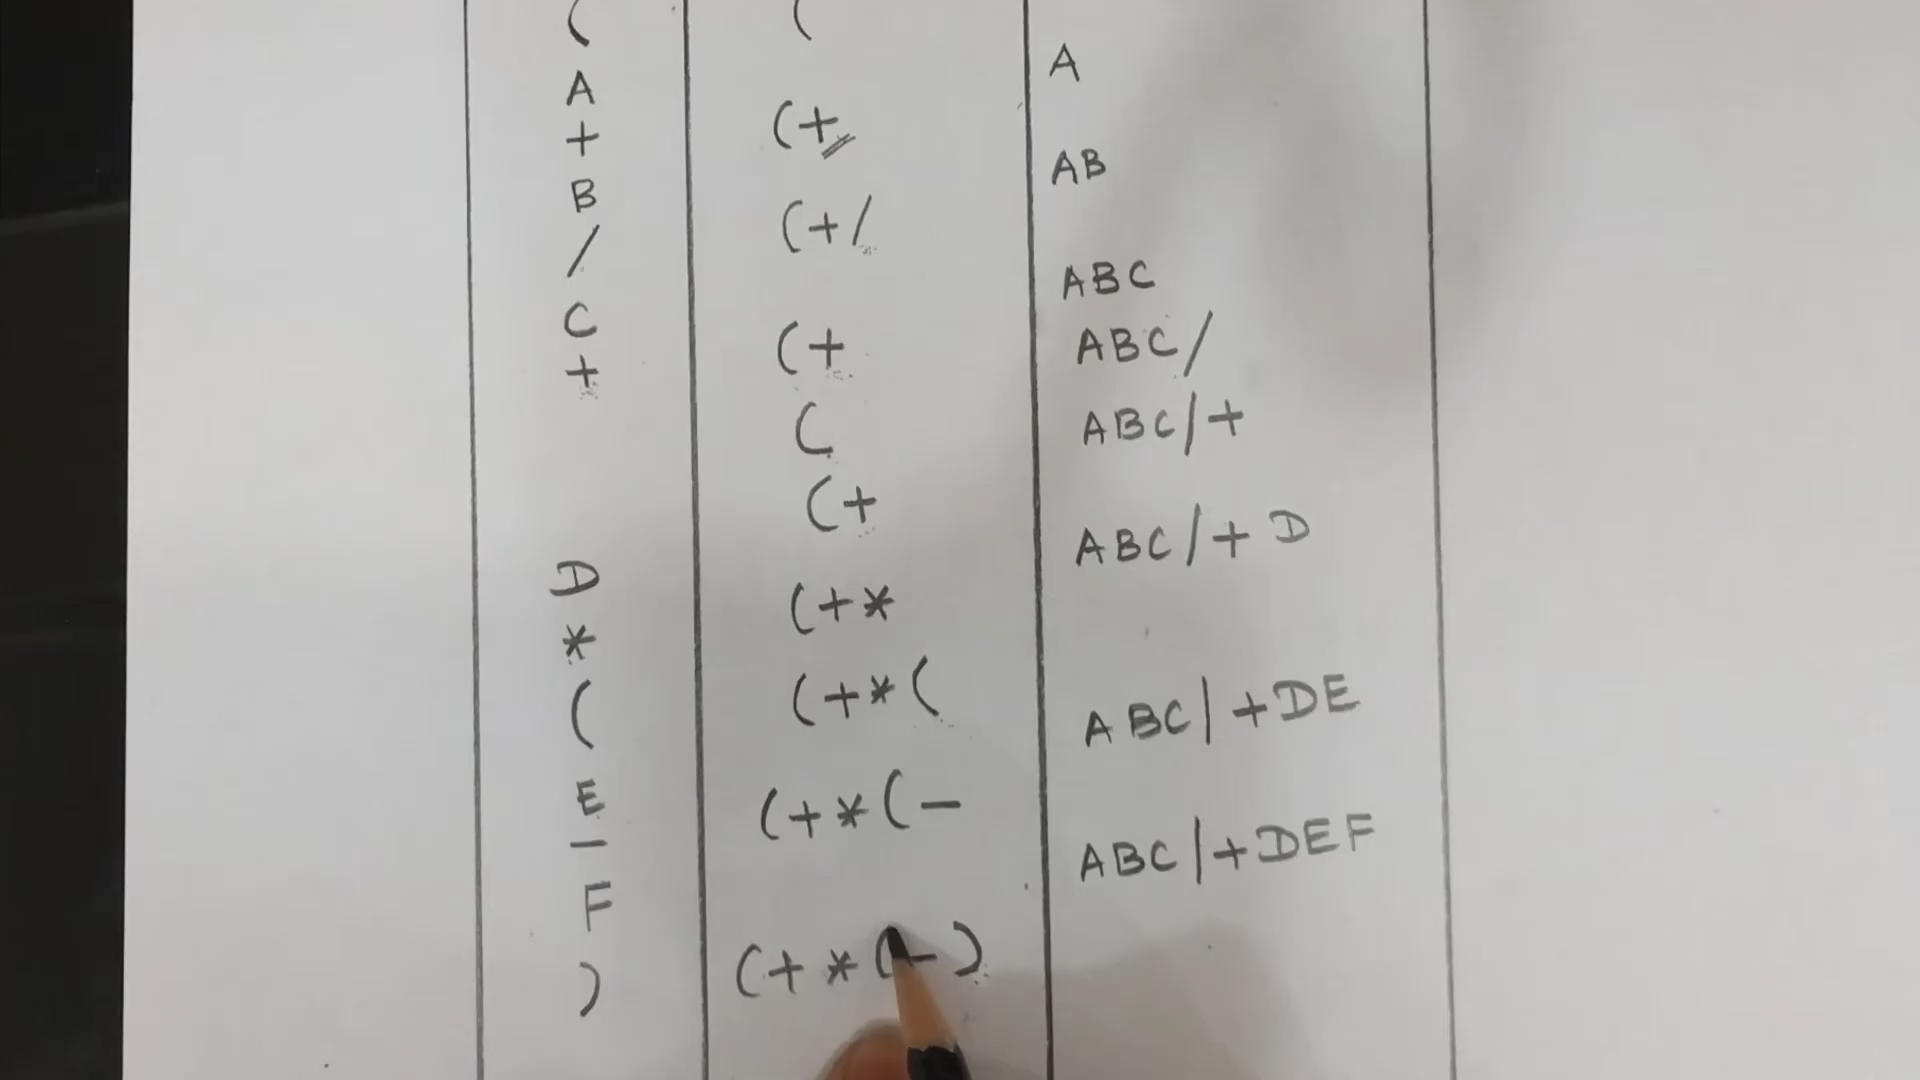 ( (
A A
(+
+
B AB
/ (+/
C ABC
+ (+ ABC/
( ABC/+
(+
D ABC/+D
* (+*
( (+*( ABC/+DE
E (+*(-
- ABC/+DEF
F
) (+*(-)